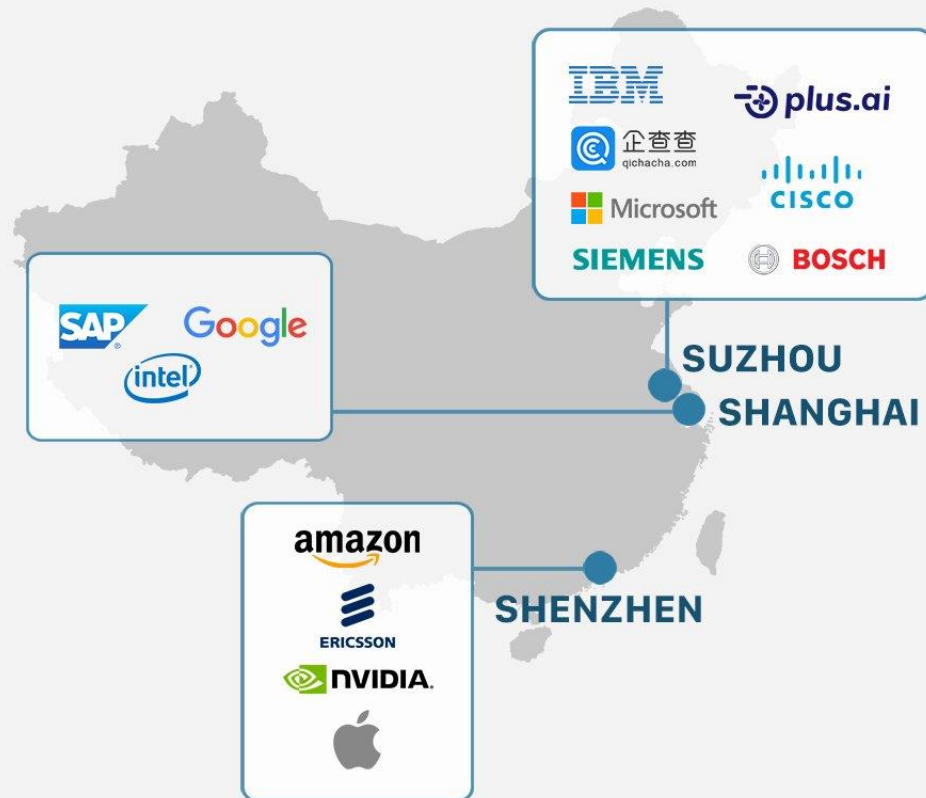 IBM
plus.ai
企查查
qichacha.com
CISCO
Microsoft
SIEMENS
BOSCH
SAP
®
Google
intel
SUZHOU
SHANGHAI
amazon
ERICSSON
NVIDIA.
SHENZHEN